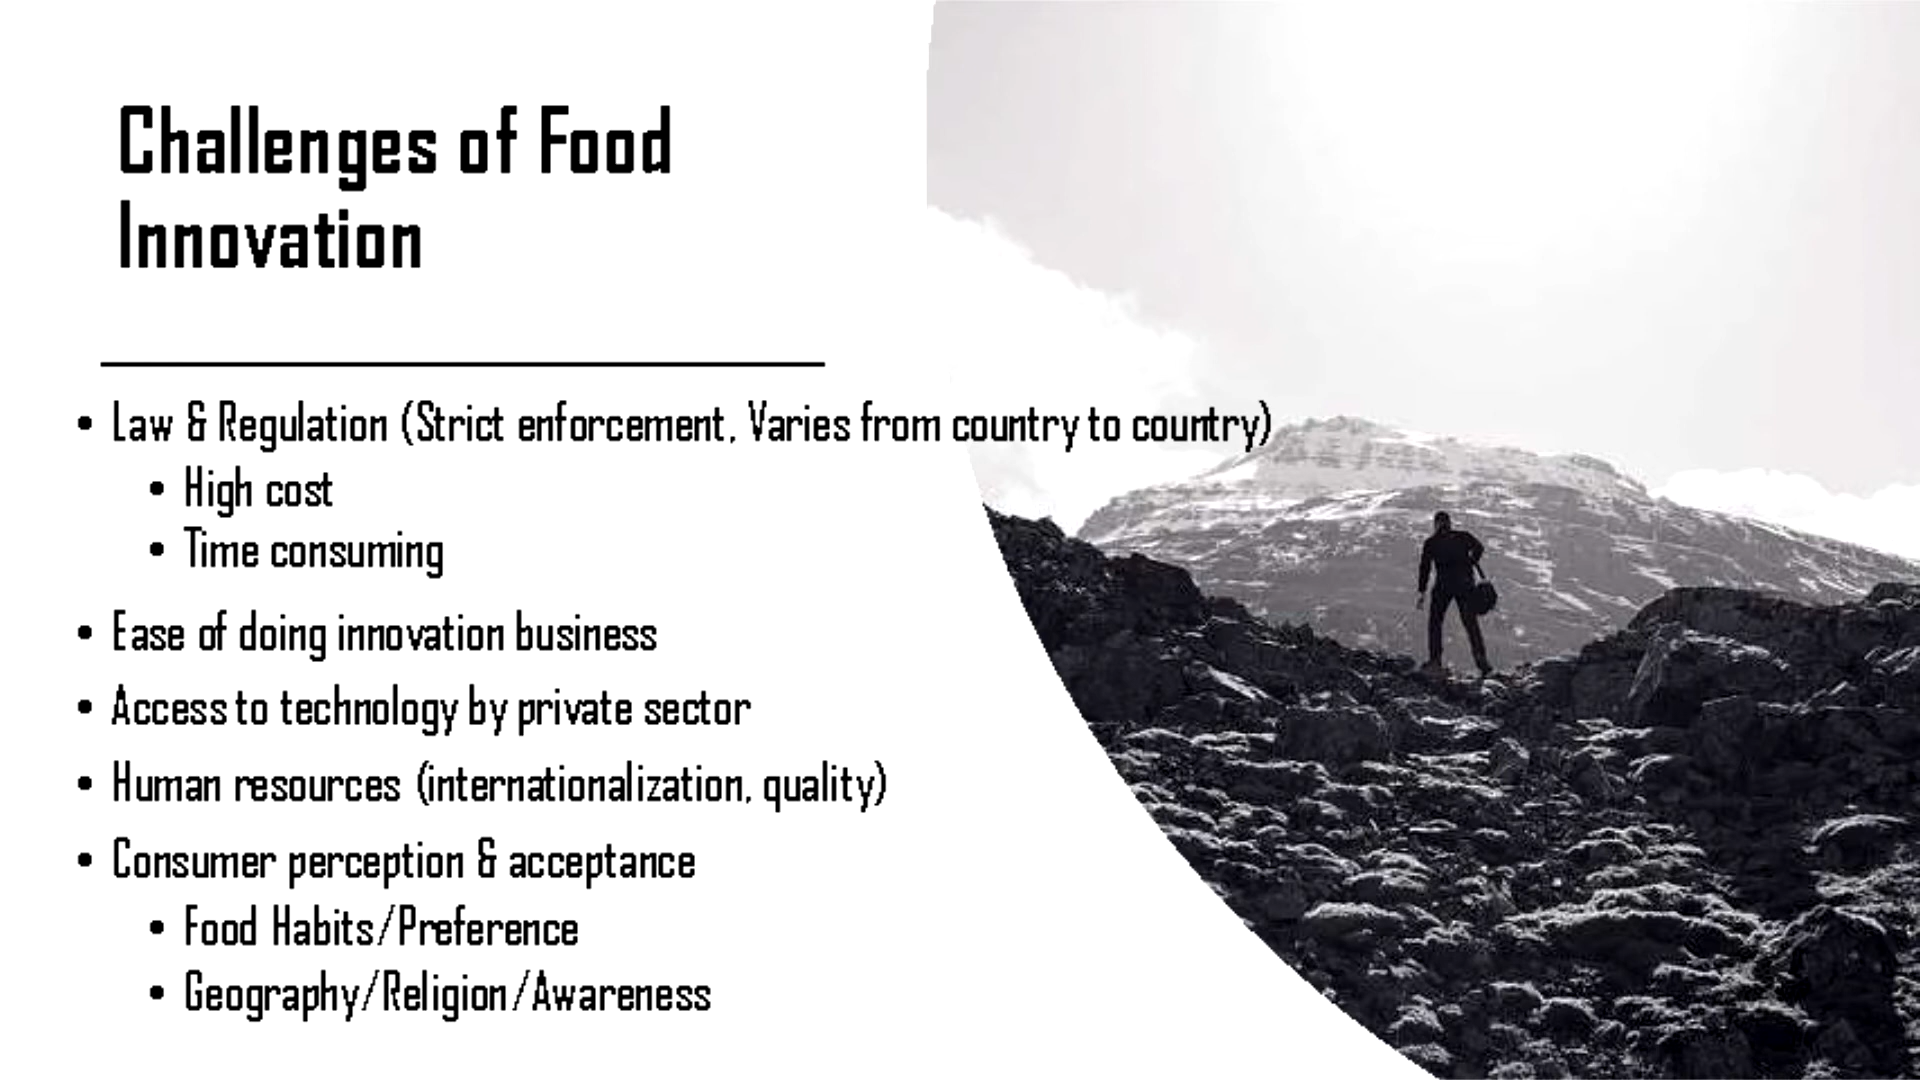 Challenges of Food
Innovation
• Law & Regulation (Strict enforcement, Varies from country to country)
• High cost
• Time consuming
• Ease of doing innovation business
• Access to technology by private sector
• Human resources (internationalization, quality)
• Consumer perception & acceptance
• Food Habits/Preference
• Geography/Religion/Awareness